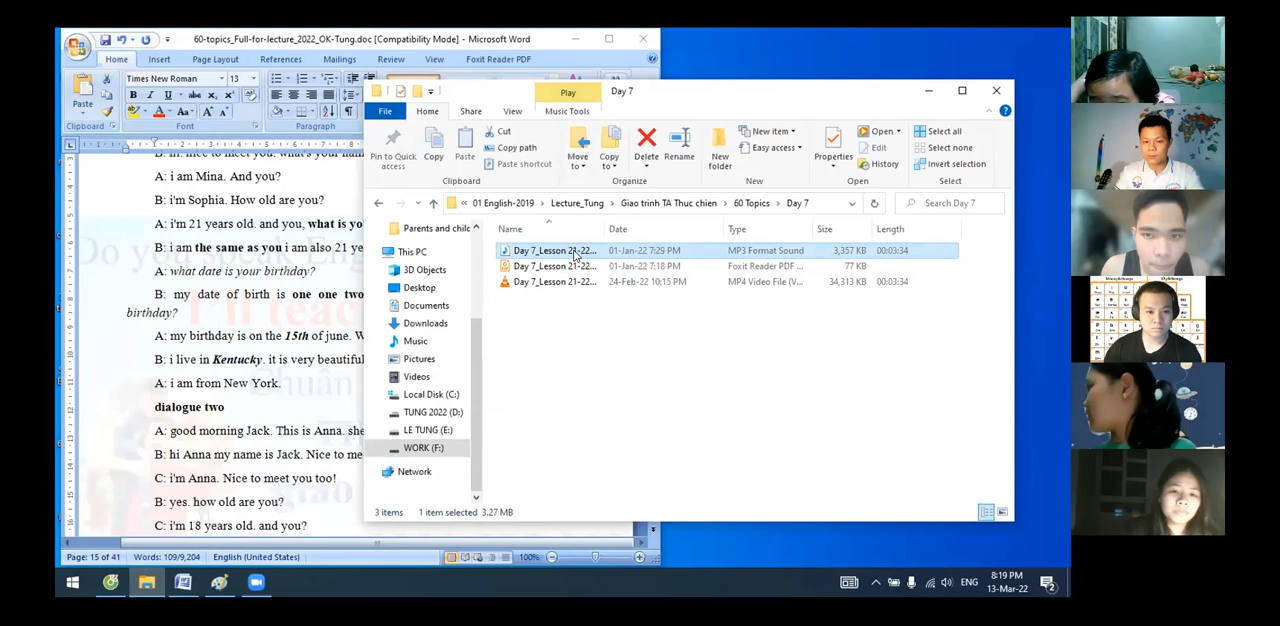 60-topics_Full-for-lecture_2022_OK-Tung.doc [Compatibility Mode] - Microsoft Word
Home Insert Page Layout References Mailings Review View Foxit Reader PDF
Paste
Times New Roman 13
Clipboard Font Paragraph
A: i am Mina. And you?
B: i'm Sophia. How old are you?
A: i'm 21 years old. and you, what is yo
B: i am the same as you i am also 21 ye
A: what date is your birthday?
B: my date of birth is one one two
birthday?
A: my birthday is on the 15th of june. W
B: i live in Kentucky. it is very beautiful
A: i am from New York.
dialogue two
A: good morning Jack. This is Anna. she
B: hi Anna my name is Jack. Nice to me
C: i'm Anna. Nice to meet you too!
B: yes. how old are you?
C: i'm 18 years old. and you?
Page: 15 of 41 Words: 109/9,204 English (United States) 100%
Play Day 7
File Home Share View Music Tools
Pin to Quick access
Copy
Paste
Cut
Copy path
Paste shortcut
Move to
Copy to
Delete
Rename
New folder
New item
Easy access
Properties
Open
Edit
History
Select all
Select none
Invert selection
Clipboard Organize New Open Select
01 English-2019 Lecture_Tung Giao trinh TA Thuc chien 60 Topics Day 7 Search Day 7
Parents and chilc
This PC
3D Objects
Desktop
Documents
Downloads
Music
Pictures
Videos
Local Disk (C:)
TUNG 2022 (D:)
LE TUNG (E:)
WORK (F:)
Network
Name Date Type Size Length
Day 7_Lesson 21-22... 01-Jan-22 7:29 PM MP3 Format Sound 3,357 KB 00:03:34
Day 7_Lesson 21-22... 01-Jan-22 7:18 PM Foxit Reader PDF ... 77 KB
Day 7_Lesson 21-22... 24-Feb-22 10:15 PM MP4 Video File (V... 34,313 KB 00:03:34
3 items 1 item selected 3.27 MB
ENG
8:19 PM
13-Mar-22
2